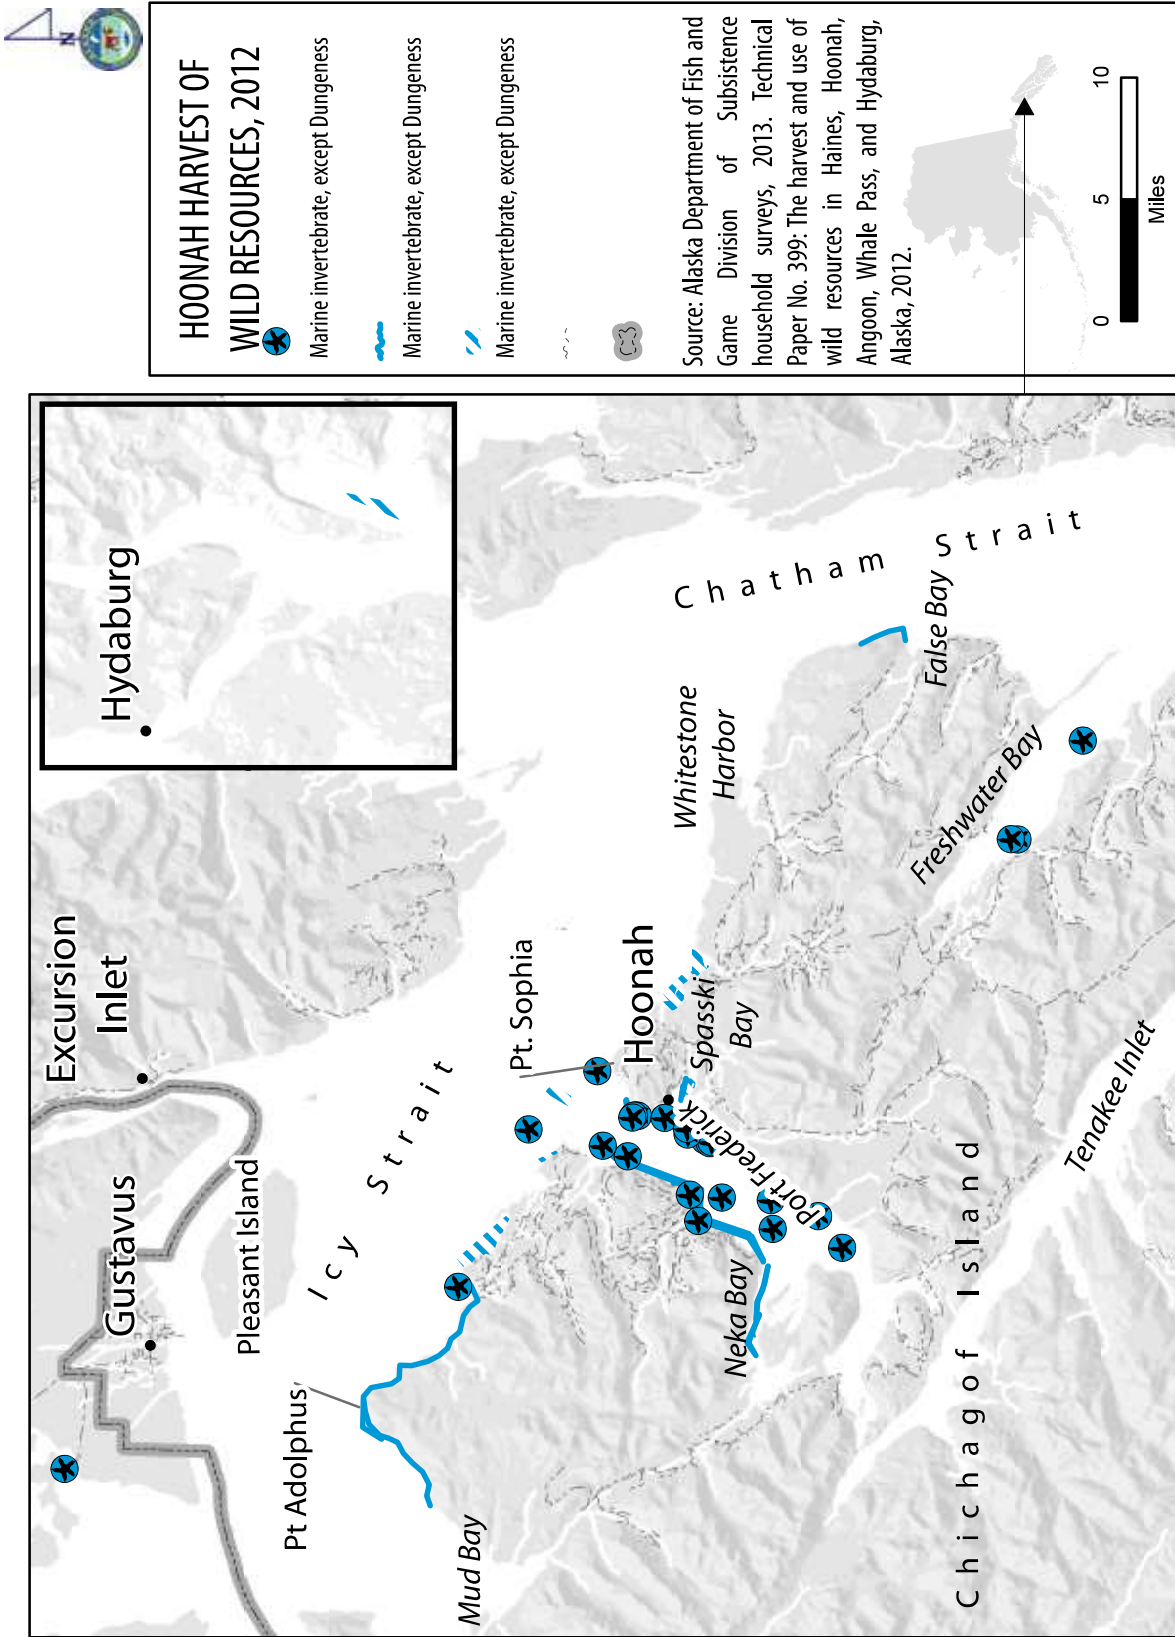 N
HOONAH HARVEST OF
WILD RESOURCES, 2012
Marine invertebrate, except Dungeness
Marine invertebrate, except Dungeness
Marine invertebrate, except Dungeness
Source: Alaska Department of Fish and
Game Division of Subsistence
household surveys, 2013. Technical
Paper No. 399: The harvest and use of
wild resources in Haines, Hoonah,
Angoon, Whale Pass, and Hydaburg,
Alaska, 2012.
0 5 10
Miles
Hydaburg
Excursion
Inlet
Gustavus
Pleasant Island
Icy Strait
Pt Adolphus
Mud Bay
Pt. Sophia
Hoonah
Spasski
Bay
Port Frederick
Neka Bay
Whitestone
Harbor
Chatham Strait
False Bay
Freshwater Bay
Tenakee Inlet
Chichagof Island